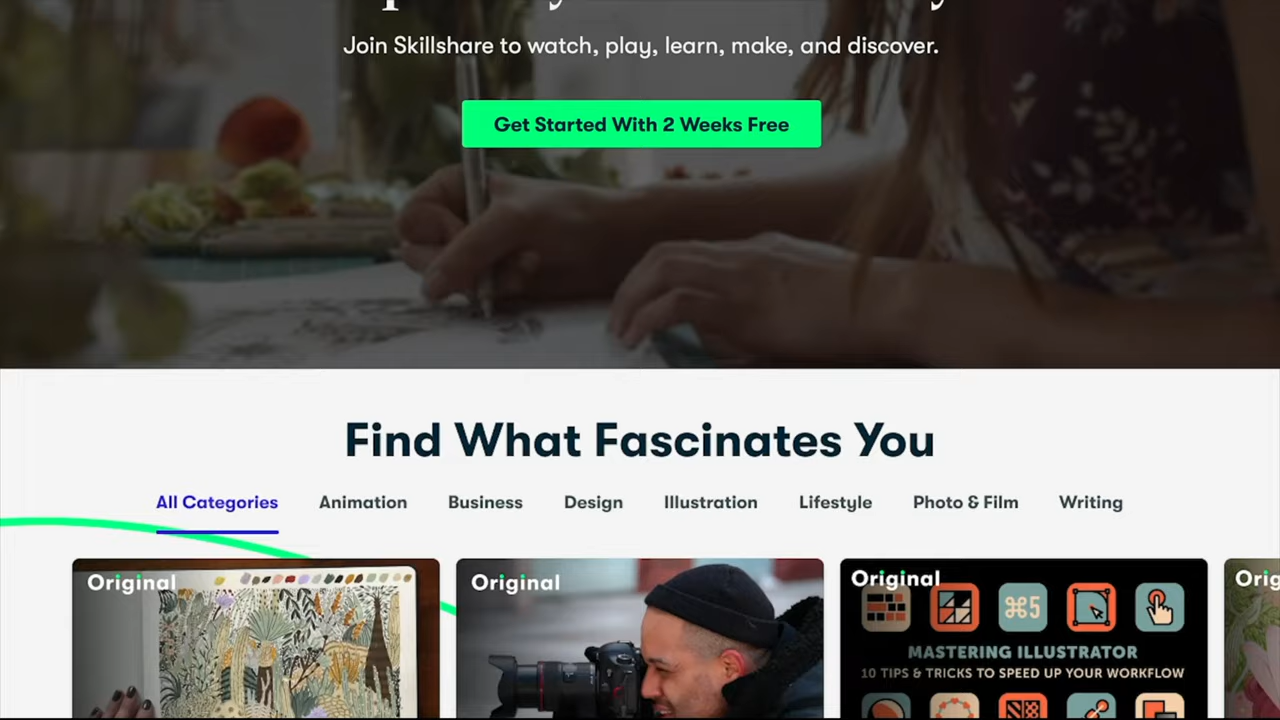 Join Skillshare to watch, play, learn, make, and discover.
Get Started With 2 Weeks Free
Find What Fascinates You
All Categories Animation Business Design Illustration Lifestyle Photo & Film Writing
Original Original Original
⌘5
MASTERING ILLUSTRATOR
10 TIPS & TRICKS TO SPEED UP YOUR WORKFLOW